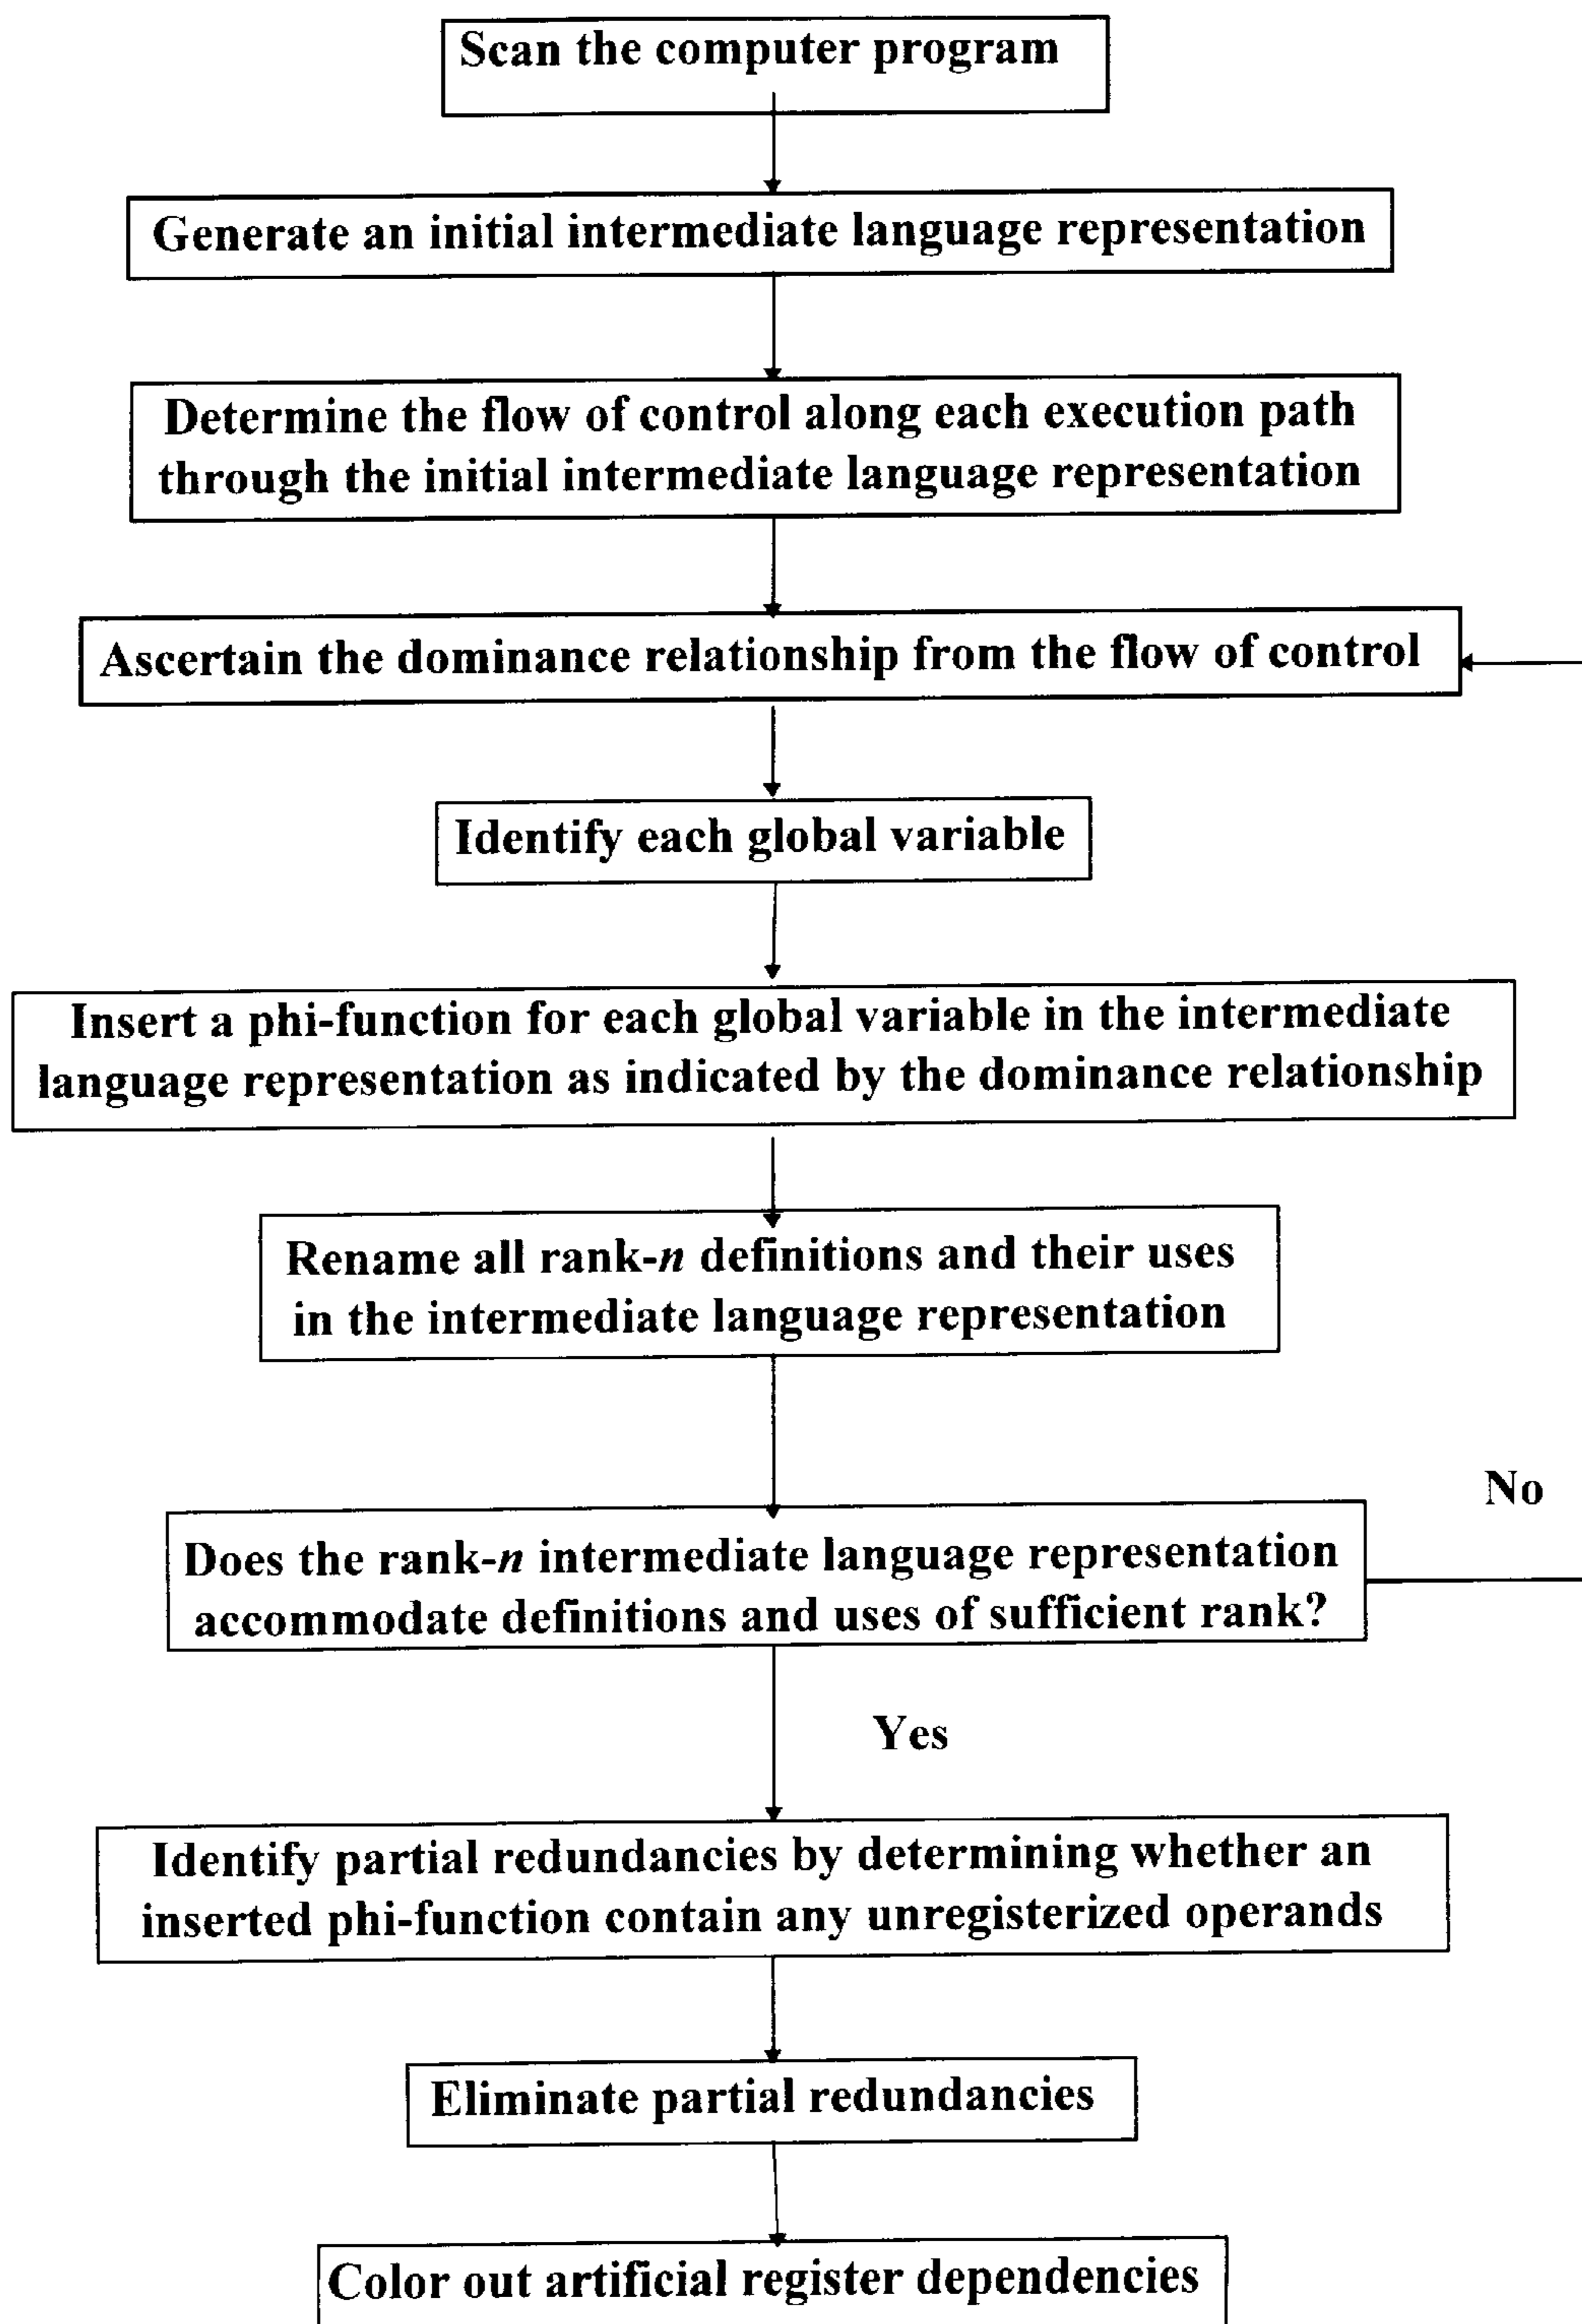 Scan the computer program
Generate an initial intermediate language representation
Determine the flow of control along each execution path
through the initial intermediate language representation
Ascertain the dominance relationship from the flow of control
Identify each global variable
Insert a phi-function for each global variable in the intermediate
language representation as indicated by the dominance relationship
Rename all rank-n definitions and their uses
in the intermediate language representation
No
Does the rank-n intermediate language representation
accommodate definitions and uses of sufficient rank?
Yes
Identify partial redundancies by determining whether an
inserted phi-function contain any unregisterized operands
Eliminate partial redundancies
Color out artificial register dependencies